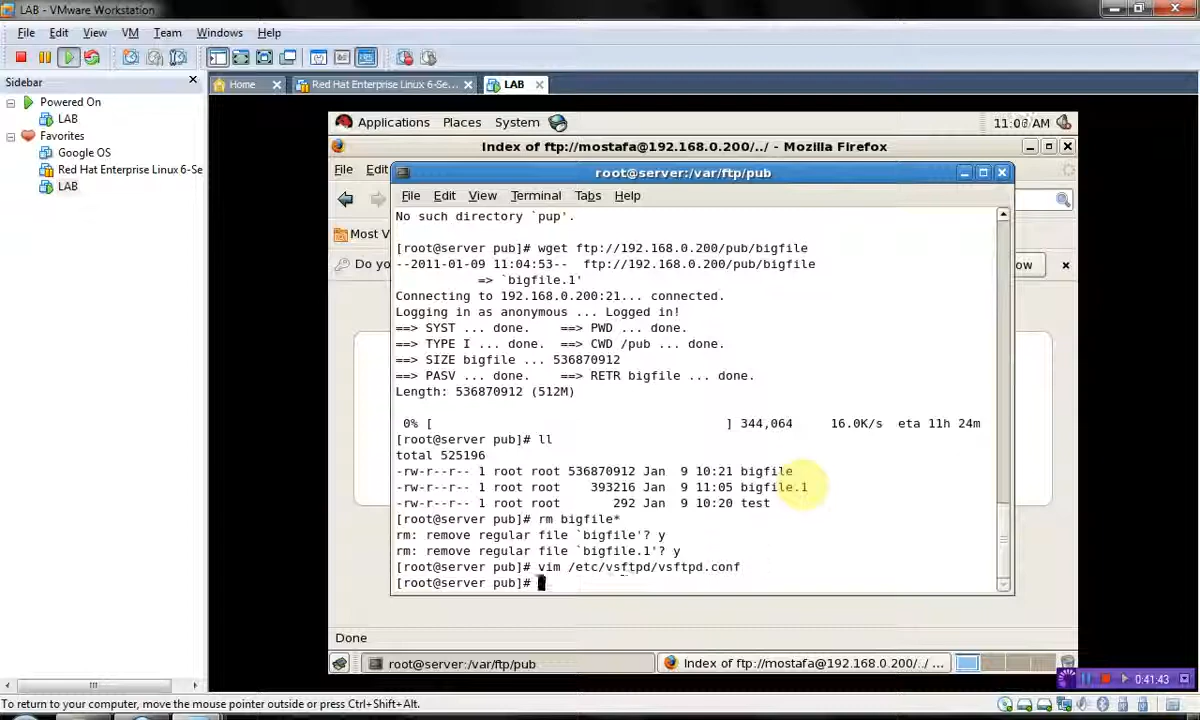 LAB - VMware Workstation
File Edit View VM Team Windows Help
Sidebar
Home Red Hat Enterprise Linux 6-Se... LAB
Powered On
LAB
Favorites
Google OS
Red Hat Enterprise Linux 6-Se
LAB
Applications Places System 11:06 AM
Index of ftp://mostafa@192.168.0.200/../ - Mozilla Firefox
File Edit
root@server:/var/ftp/pub
File Edit View Terminal Tabs Help
Most V
Do yo
ow
No such directory `pup'.
[root@server pub]# wget ftp://192.168.0.200/pub/bigfile
--2011-01-09 11:04:53-- ftp://192.168.0.200/pub/bigfile
=> `bigfile.1'
Connecting to 192.168.0.200:21... connected.
Logging in as anonymous ... Logged in!
==> SYST ... done. ==> PWD ... done.
==> TYPE I ... done. ==> CWD /pub ... done.
==> SIZE bigfile ... 536870912
==> PASV ... done. ==> RETR bigfile ... done.
Length: 536870912 (512M)
0% [ ] 344,064 16.0K/s eta 11h 24m
[root@server pub]# ll
total 525196
-rw-r--r-- 1 root root 536870912 Jan 9 10:21 bigfile
-rw-r--r-- 1 root root 393216 Jan 9 11:05 bigfile.1
-rw-r--r-- 1 root root 292 Jan 9 10:20 test
[root@server pub]# rm bigfile*
rm: remove regular file `bigfile'? y
rm: remove regular file `bigfile.1'? y
[root@server pub]# vim /etc/vsftpd/vsftpd.conf
[root@server pub]#
Done
root@server:/var/ftp/pub
Index of ftp://mostafa@192.168.0.200/../ ...
0:41:43
To return to your computer, move the mouse pointer outside or press Ctrl+Shift+Alt.